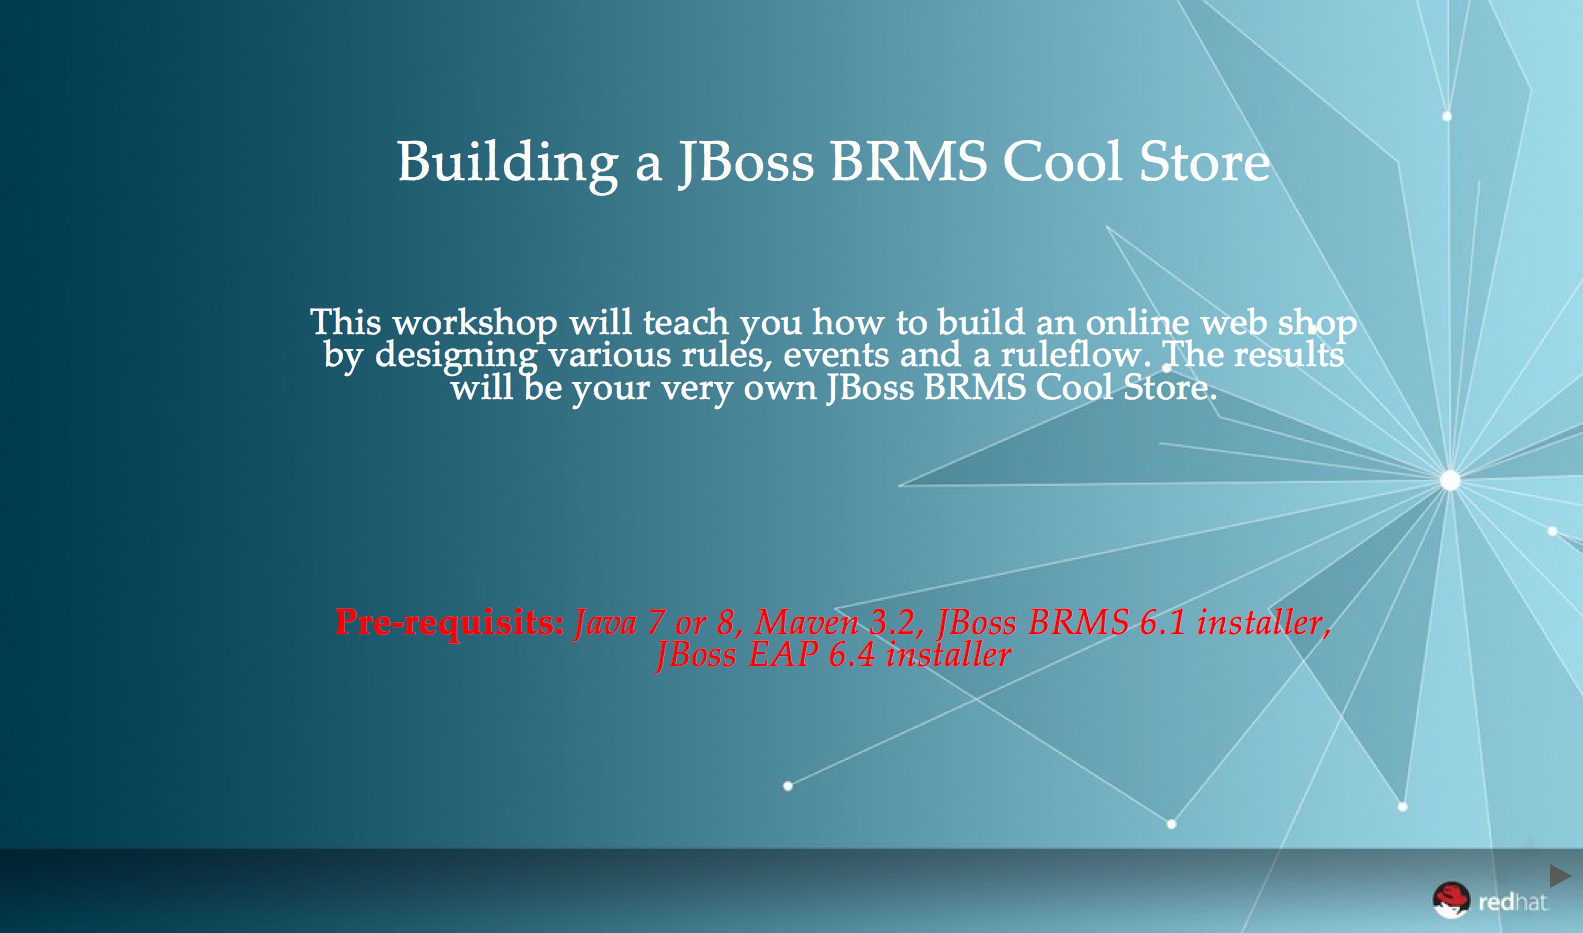 Building a JBoss BRMS Cool Store
This workshop will teach you how to build an online web shop
by designing various rules, events and a ruleflow. The results
will be your very own JBoss BRMS Cool Store.
Pre-requisits: Java 7 or 8, Maven 3.2, JBoss BRMS 6.1 installer,
JBoss EAP 6.4 installer
redhat